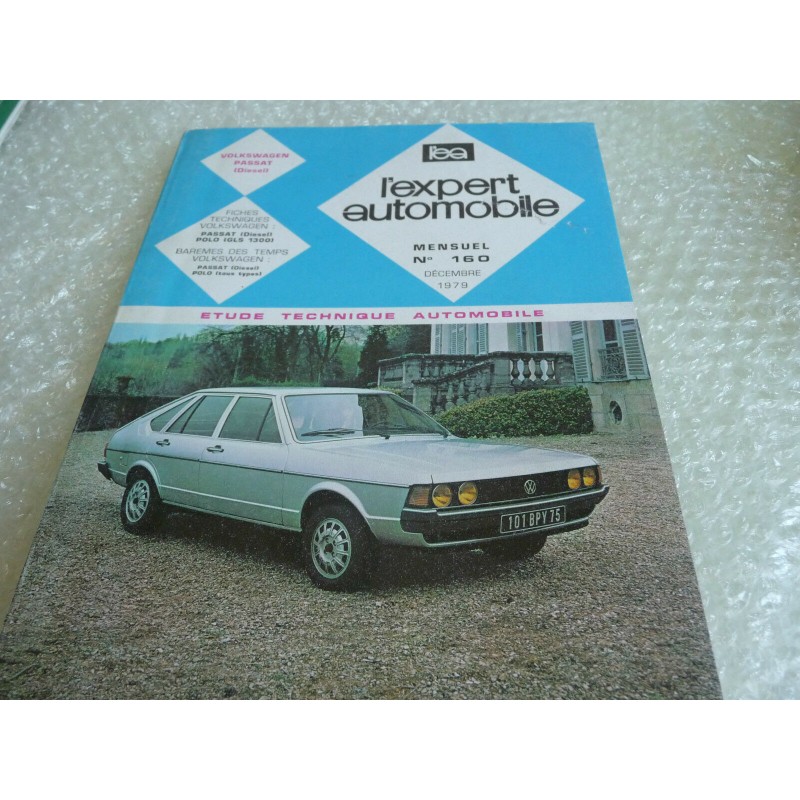 VOLKSWAGEN
PASSAT
(Diesel)
l'ea
l'expert
automobile
MENSUEL
N° 160
DÉCEMBRE
1979
FICHES
TECHNIQUES
VOLKSWAGEN :
PASSAT (Diesel)
POLO (GLS 1300)
BAREMES DES TEMPS
VOLKSWAGEN :
PASSAT (Diesel)
POLO (tous types)
ETUDE TECHNIQUE AUTOMOBILE
101 BPY 75